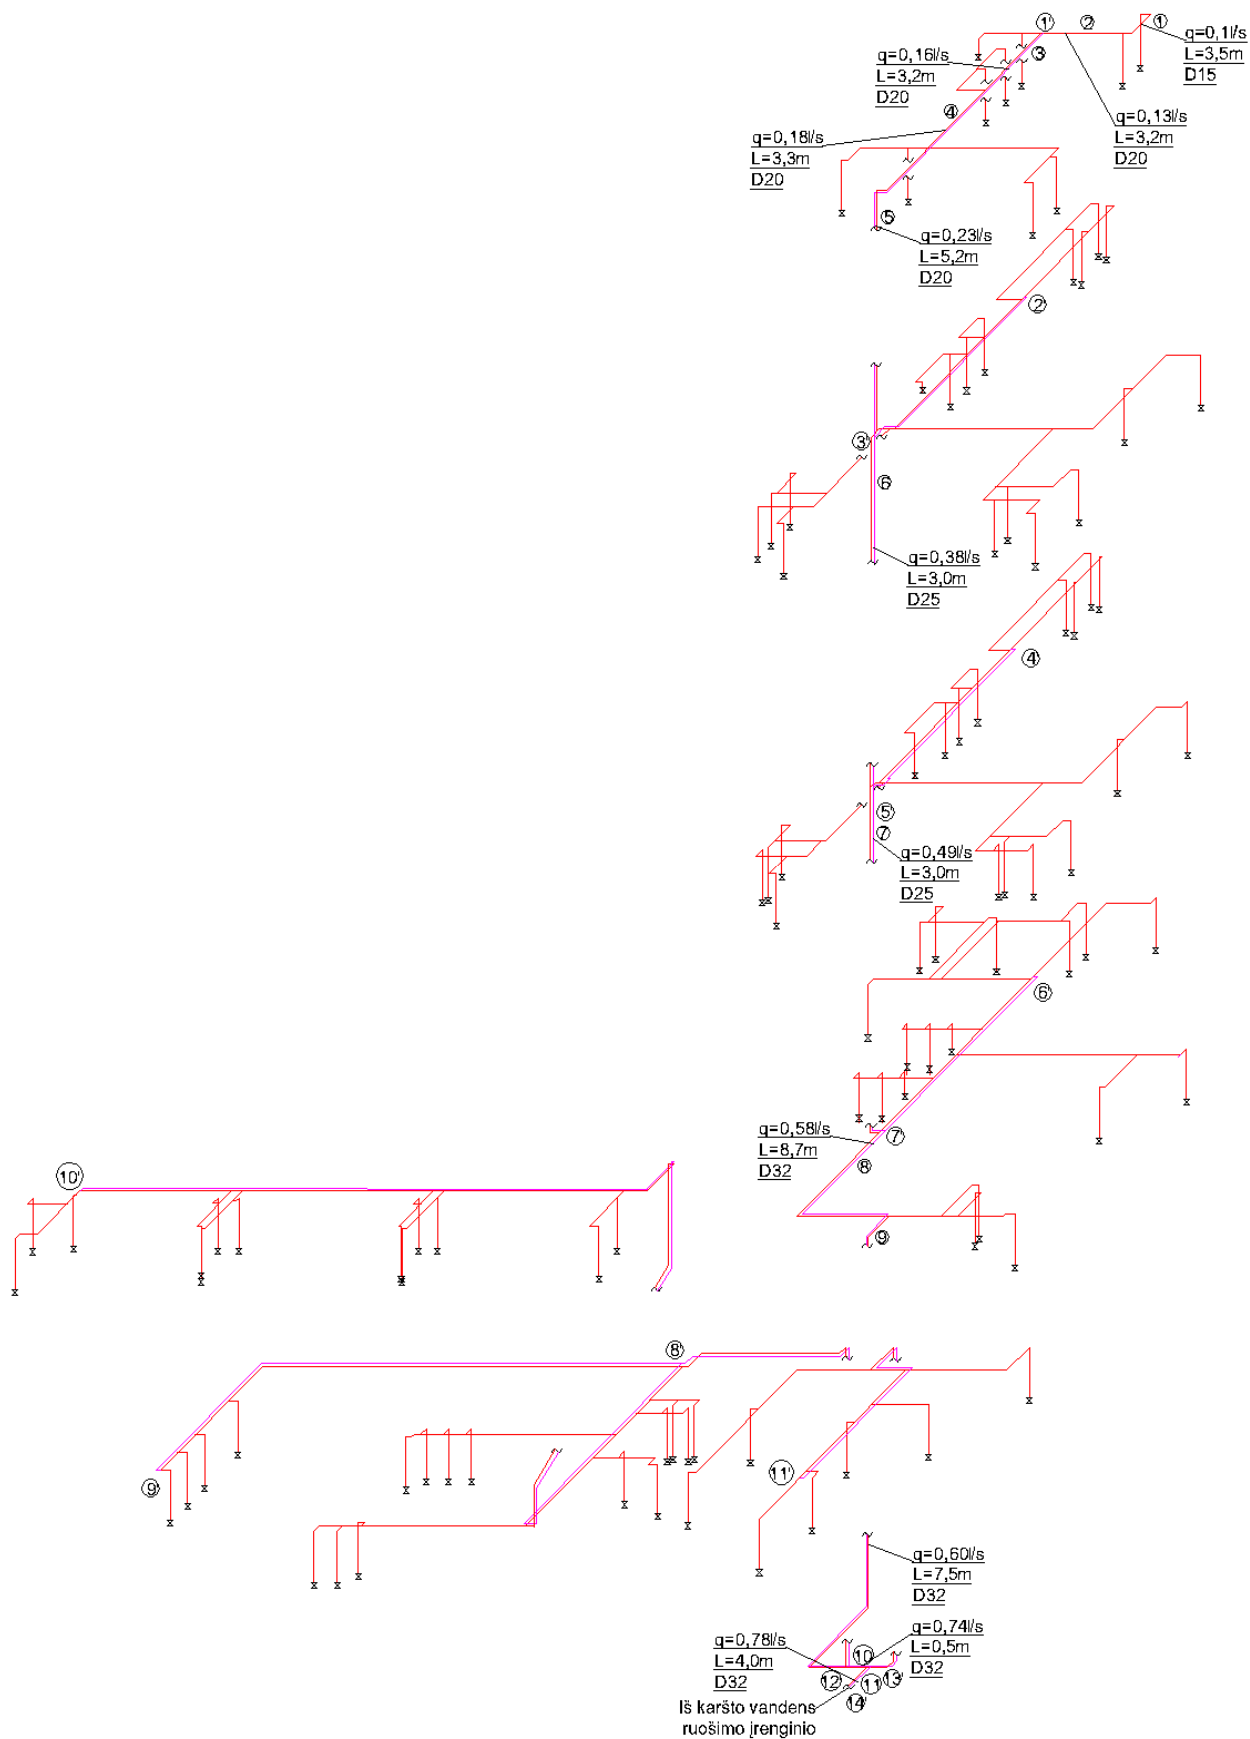 1'
2
1
q=0,1l/s
L=3,5m
D15
q=0,16l/s
L=3,2m
D20
3
4
q=0,13l/s
L=3,2m
D20
q=0,18l/s
L=3,3m
D20
5
q=0,23l/s
L=5,2m
D20
2'
3'
6
q=0,38l/s
L=3,0m
D25
4'
5'
7
q=0,49l/s
L=3,0m
D25
6'
q=0,58l/s
L=8,7m
D32
7'
8
10'
9
8'
9'
11'
q=0,60l/s
L=7,5m
D32
q=0,78l/s
L=4,0m
D32
q=0,74l/s
L=0,5m
D32
10
12'
11
13'
14'
Iš karšto vandens
ruošimo įrenginio